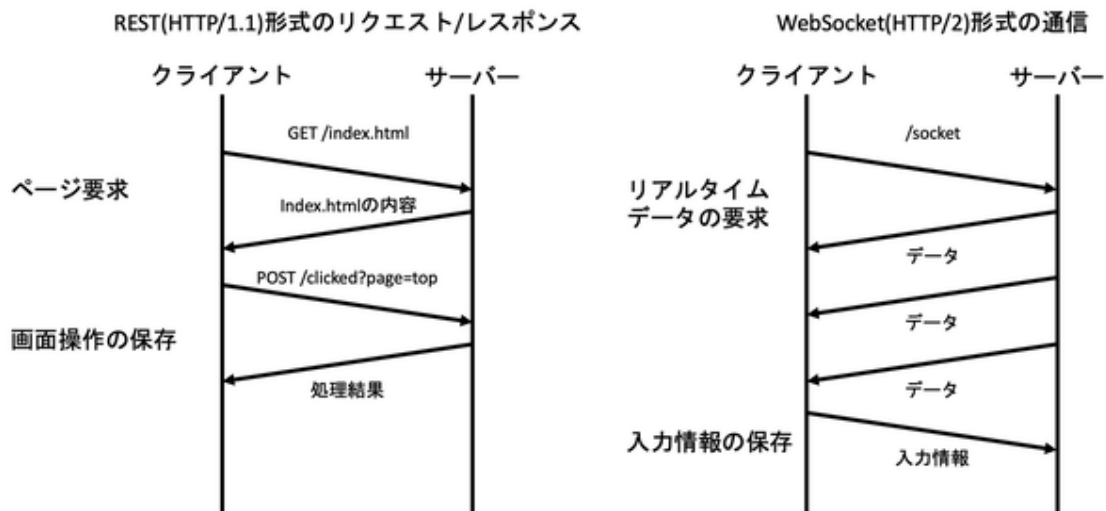 REST(HTTP/1.1)形式のリクエスト/レスポンス
クライアント
サーバー
GET /index.html
ページ要求
Index.htmlの内容
POST /clicked?page=top
画面操作の保存
処理結果
WebSocket(HTTP/2)形式の通信
クライアント
サーバー
/socket
リアルタイム
データの要求
データ
データ
データ
入力情報の保存
入力情報